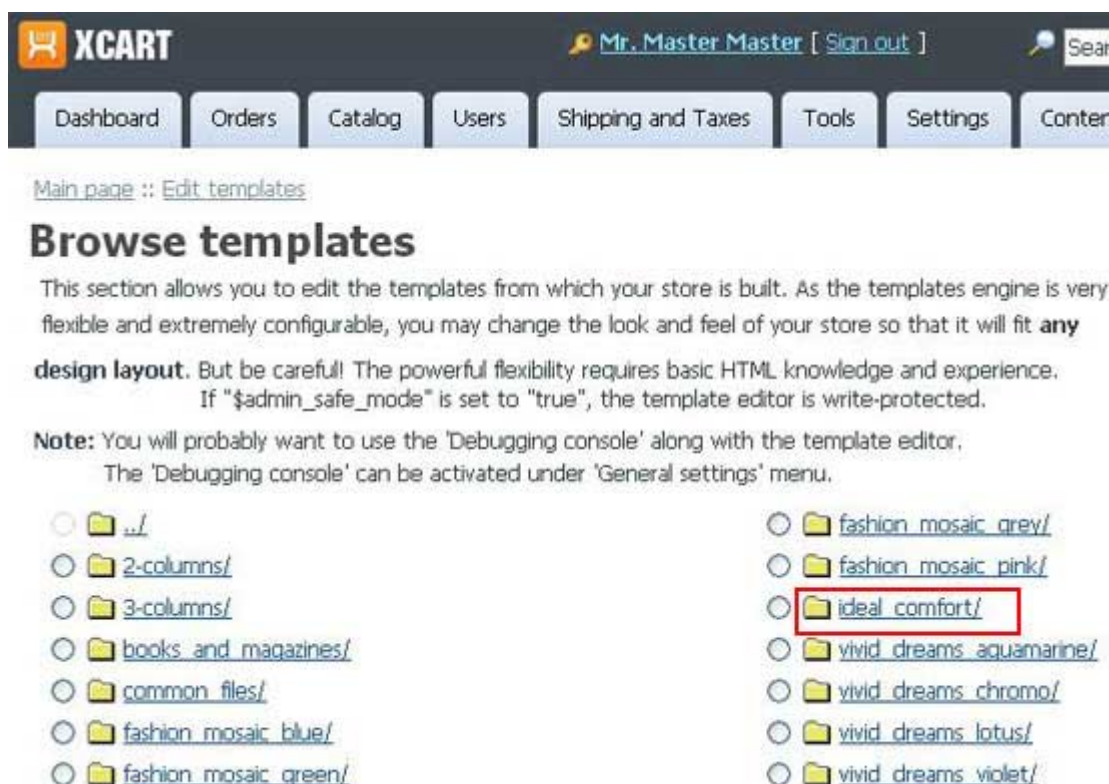 XCART
Mr. Master Master [ Sign out ]
Sear
Dashboard Orders Catalog Users Shipping and Taxes Tools Settings Conten
Main page :: Edit templates
Browse templates
This section allows you to edit the templates from which your store is built. As the templates engine is very
flexible and extremely configurable, you may change the look and feel of your store so that it will fit any
design layout. But be careful! The powerful flexibility requires basic HTML knowledge and experience.
If "$admin_safe_mode" is set to "true", the template editor is write-protected.
Note: You will probably want to use the 'Debugging console' along with the template editor.
The 'Debugging console' can be activated under 'General settings' menu.
../
2-columns/
3-columns/
books_and_magazines/
common_files/
fashion_mosaic_blue/
fashion_mosaic_green/
fashion_mosaic_grey/
fashion_mosaic_pink/
ideal_comfort/
vivid_dreams_aquamarine/
vivid_dreams_chromo/
vivid_dreams_lotus/
vivid_dreams_violet/